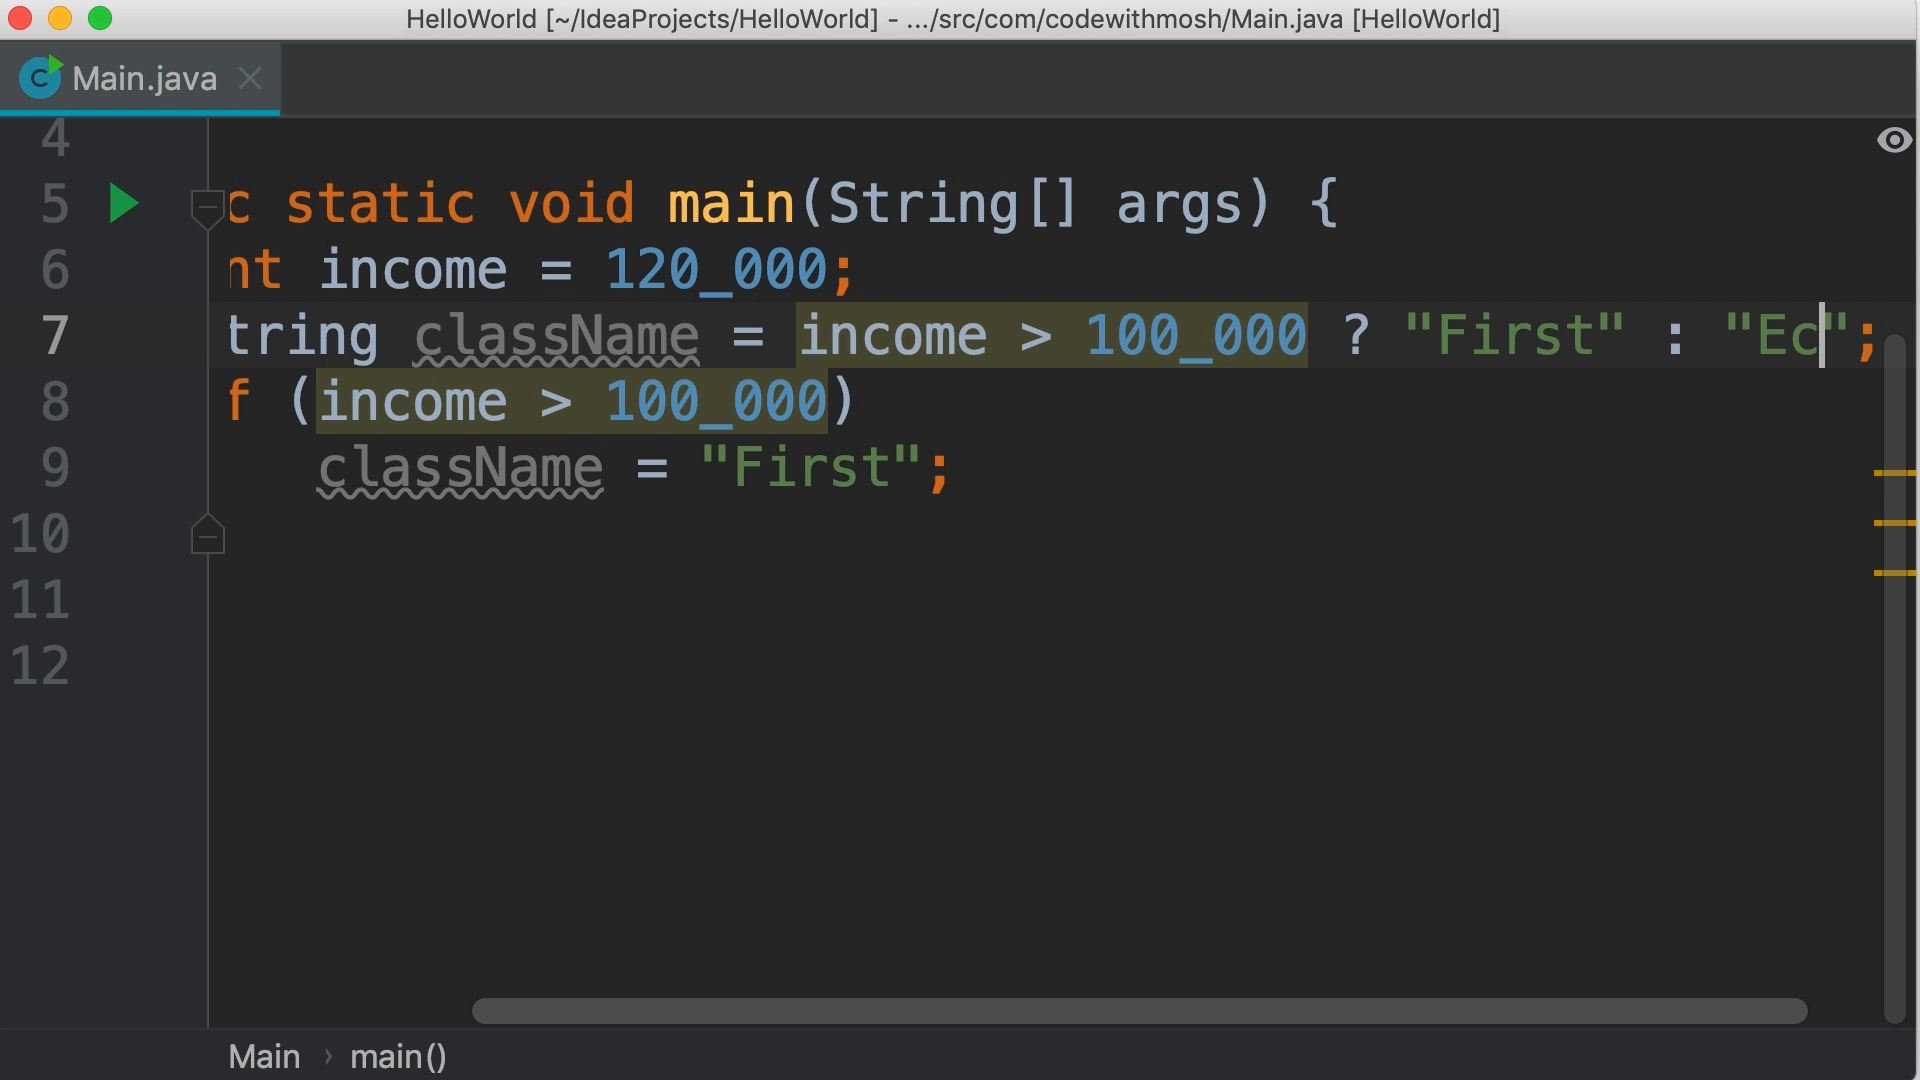 HelloWorld [~/IdeaProjects/HelloWorld] - .../src/com/codewithmosh/Main.java [HelloWorld]
C Main.java
4
5 c static void main(String[] args) {
6 nt income = 120_000;
7 tring className = income > 100_000 ? "First" : "Ec";
8 f (income > 100_000)
9 className = "First";
10
11
12
Main › main()